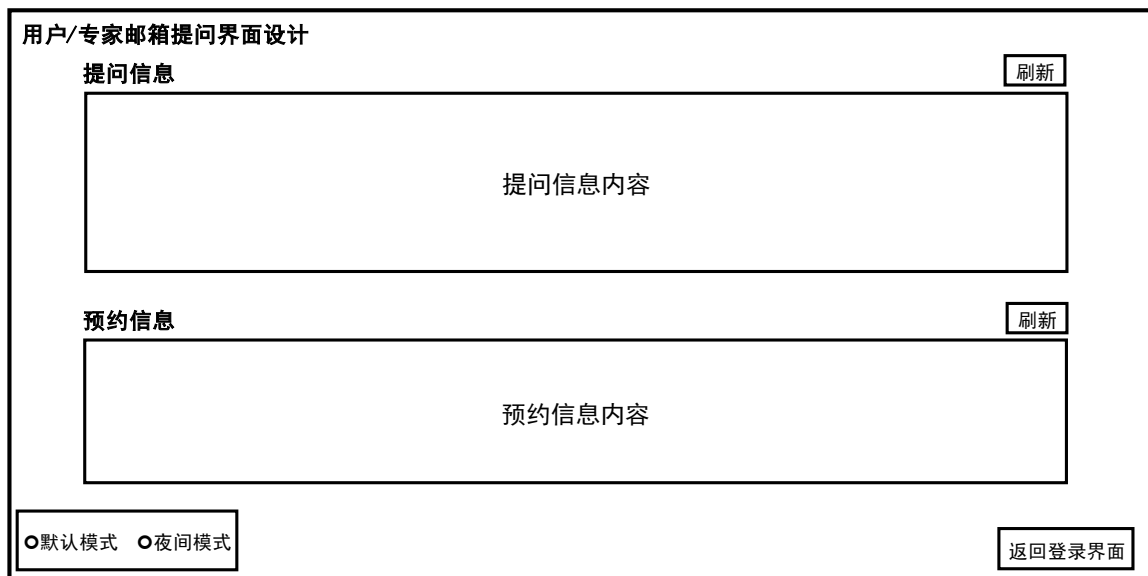 用户/专家邮箱提问界面设计
提问信息 刷新
提问信息内容
预约信息 刷新
预约信息内容
默认模式 夜间模式
返回登录界面